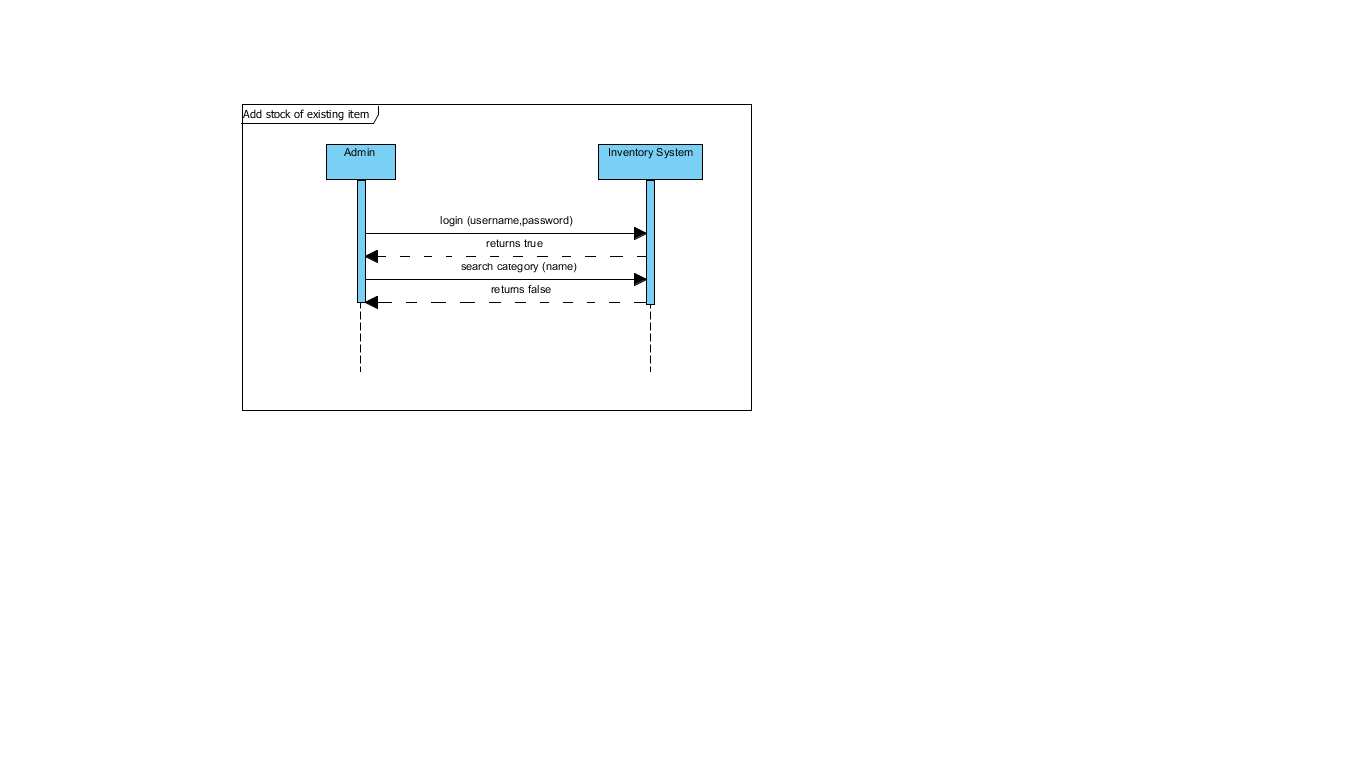 Add stock of existing item
Admin
Inventory System
login (username,password)
returns true
search category (name)
returns false